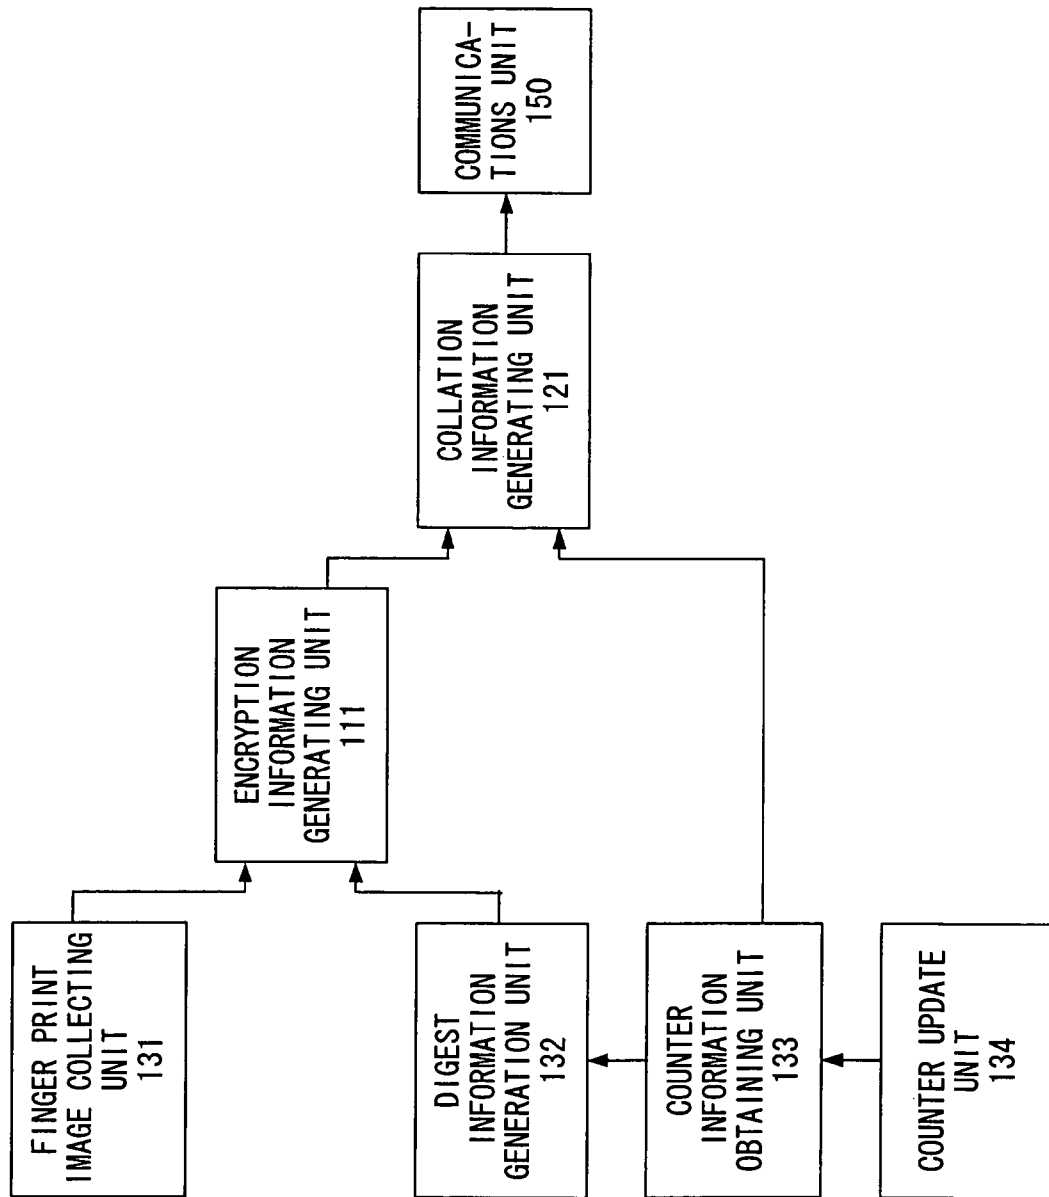 FINGER PRINT
IMAGE COLLECTING
UNIT
131
DIGEST
INFORMATION
GENERATION UNIT
132
COUNTER
INFORMATION
OBTAINING UNIT
133
COUNTER UPDATE
UNIT
134
ENCRYPTION
INFORMATION
GENERATING UNIT
111
COLLATION
INFORMATION
GENERATING UNIT
121
COMMUNICA-
TIONS UNIT
150